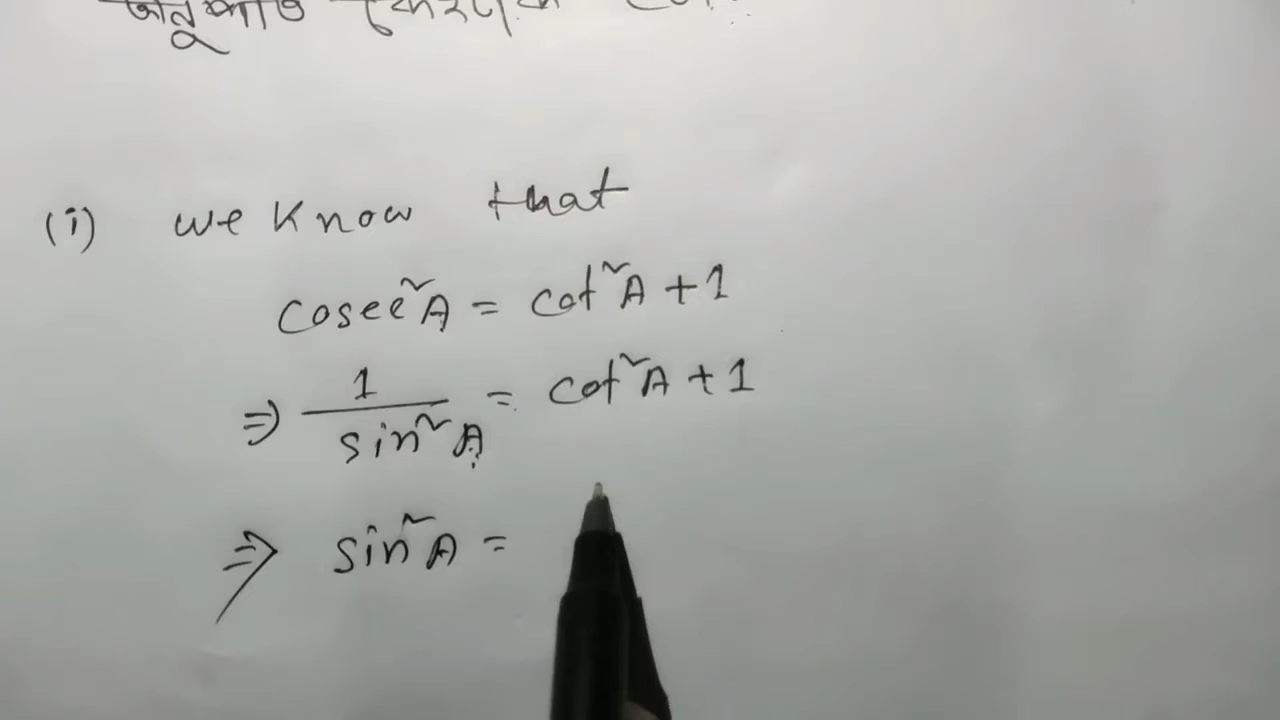 (i) we know that
cosec²A = cot²A + 1
⇒ 1/sin²A = cot²A + 1
⇒ sin²A =